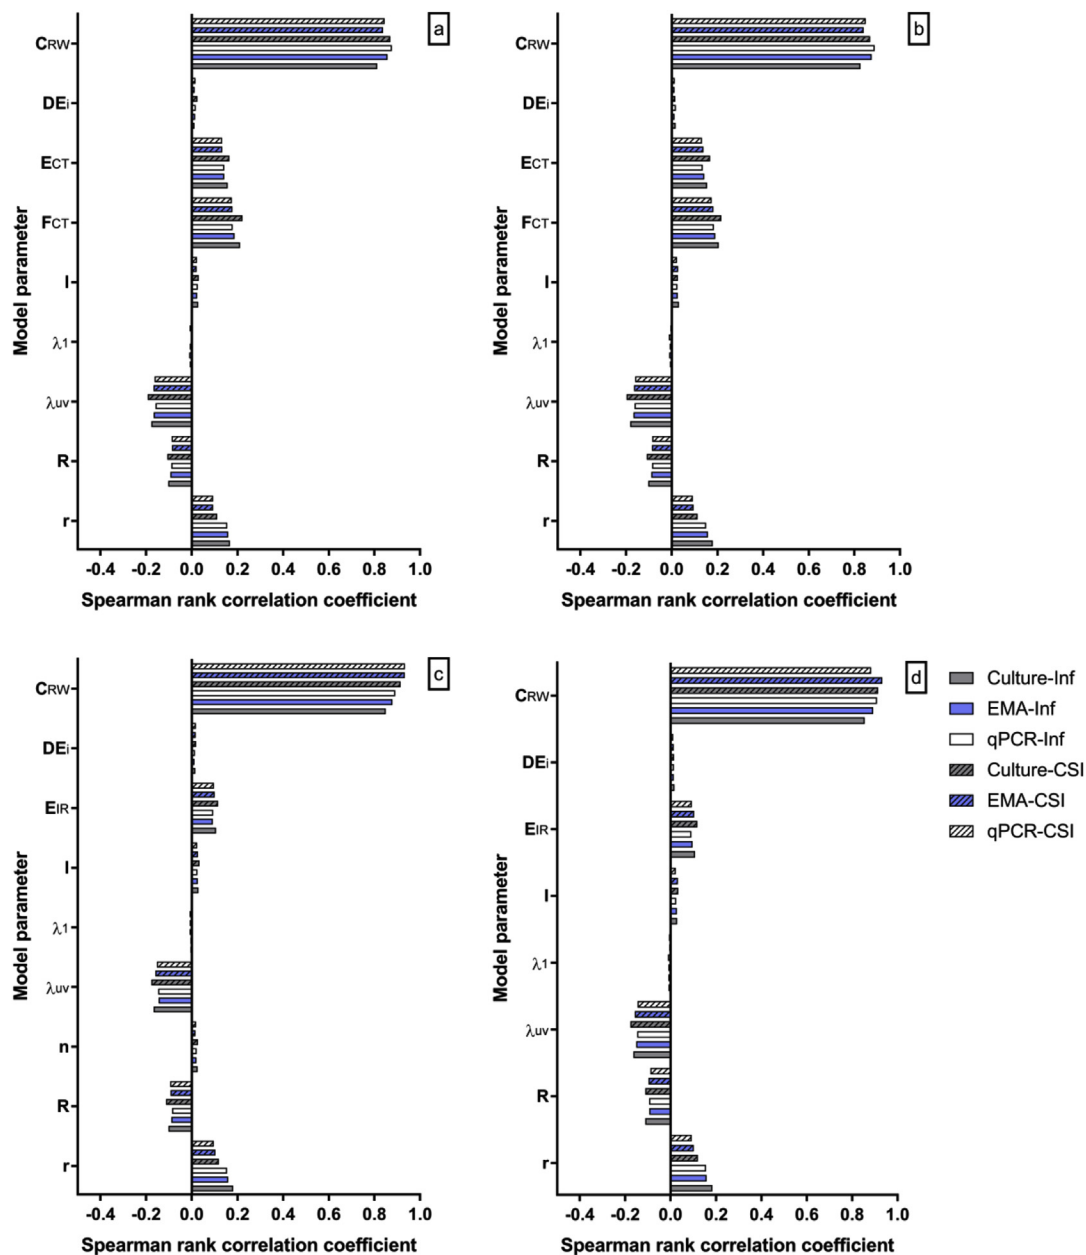 a
CRW
DEi
ECT
FCT
I
λ1
λuv
R
r
Model parameter
-0.4 -0.2 0.0 0.2 0.4 0.6 0.8 1.0
Spearman rank correlation coefficient
b
CRW
DEi
ECT
FCT
I
λ1
λuv
R
r
Model parameter
-0.4 -0.2 0.0 0.2 0.4 0.6 0.8 1.0
Spearman rank correlation coefficient
c
CRW
DEi
EIR
I
λ1
λuv
n
R
r
Model parameter
-0.4 -0.2 0.0 0.2 0.4 0.6 0.8 1.0
Spearman rank correlation coefficient
d
CRW
DEi
EIR
I
λ1
λuv
R
r
Model parameter
-0.4 -0.2 0.0 0.2 0.4 0.6 0.8 1.0
Spearman rank correlation coefficient
Culture-Inf
EMA-Inf
qPCR-Inf
Culture-CSI
EMA-CSI
qPCR-CSI